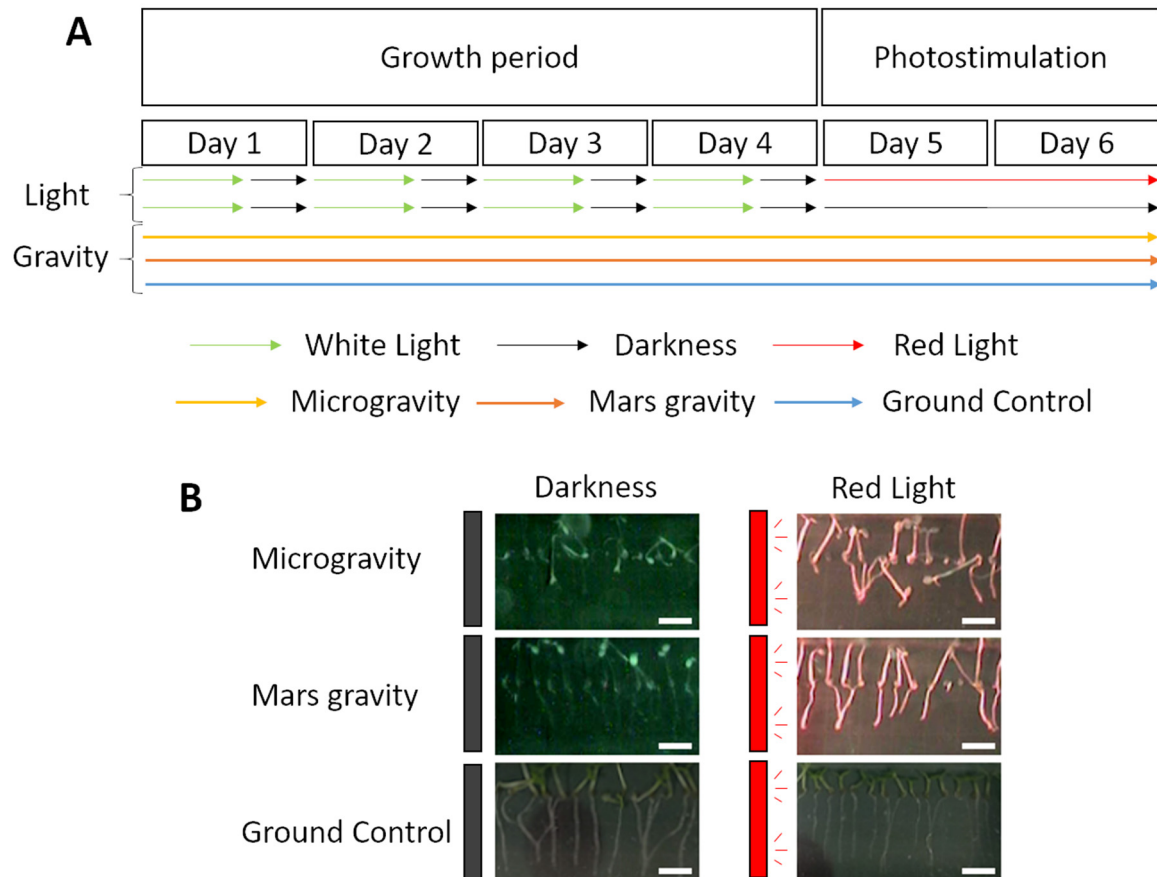 A
Growth period
Photostimulation
Day 1
Day 2
Day 3
Day 4
Day 5
Day 6
Light
Gravity
White Light
Darkness
Red Light
Microgravity
Mars gravity
Ground Control
B
Darkness
Red Light
Microgravity
Mars gravity
Ground Control